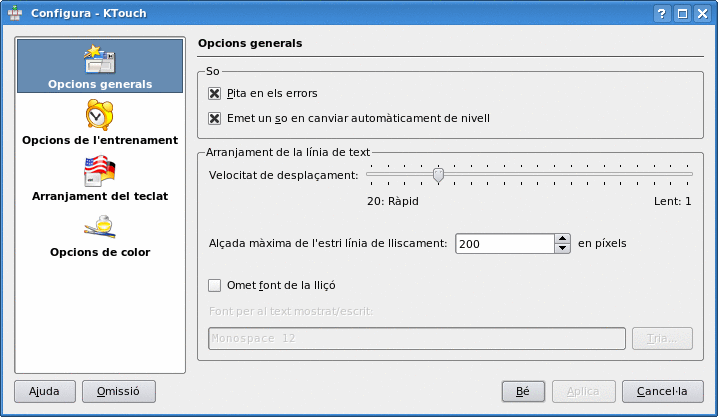 Configura - KTouch
Opcions generals
Opcions de l'entrenament
Arranjament del teclat
Opcions de color
Opcions generals
So
Pita en els errors
Emet un so en canviar automàticament de nivell
Arranjament de la línia de text
Velocitat de desplaçament:
20: Ràpid Lent: 1
Alçada màxima de l'estri línia de lliscament: 200 en píxels
Omet font de la lliçó
Font per al text mostrat/escrit:
Monospace 12 Tria...
Ajuda Omissió Bé Aplica Cancel·la